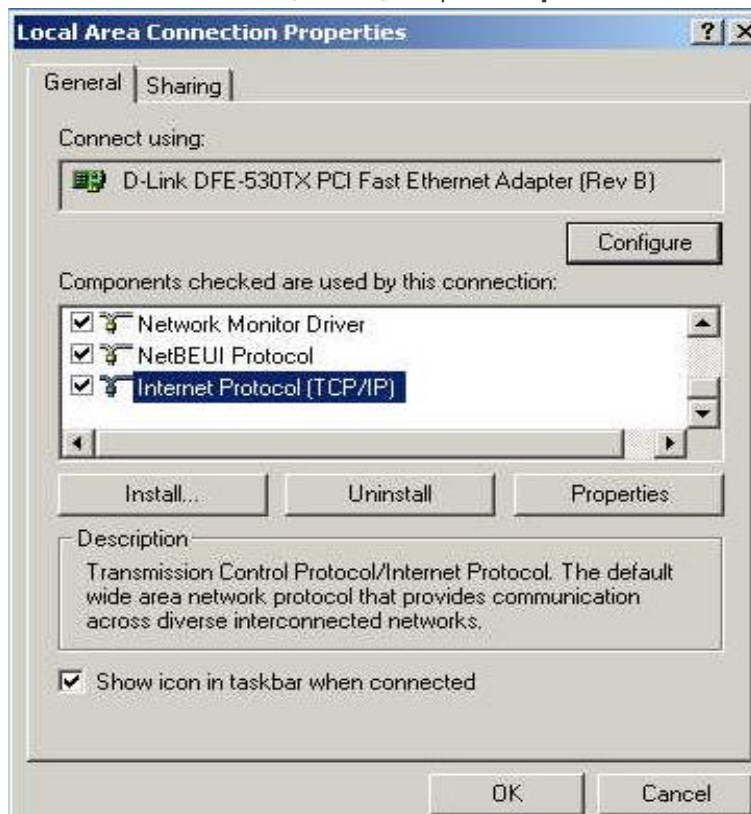 Local Area Connection Properties
General
Sharing
Connect using:
D-Link DFE-530TX PCI Fast Ethernet Adapter (Rev B)
Configure
Components checked are used by this connection:
Network Monitor Driver
NetBEUI Protocol
Internet Protocol (TCP/IP)
Install...
Uninstall
Properties
Description
Transmission Control Protocol/Internet Protocol. The default
wide area network protocol that provides communication
across diverse interconnected networks.
Show icon in taskbar when connected
OK
Cancel